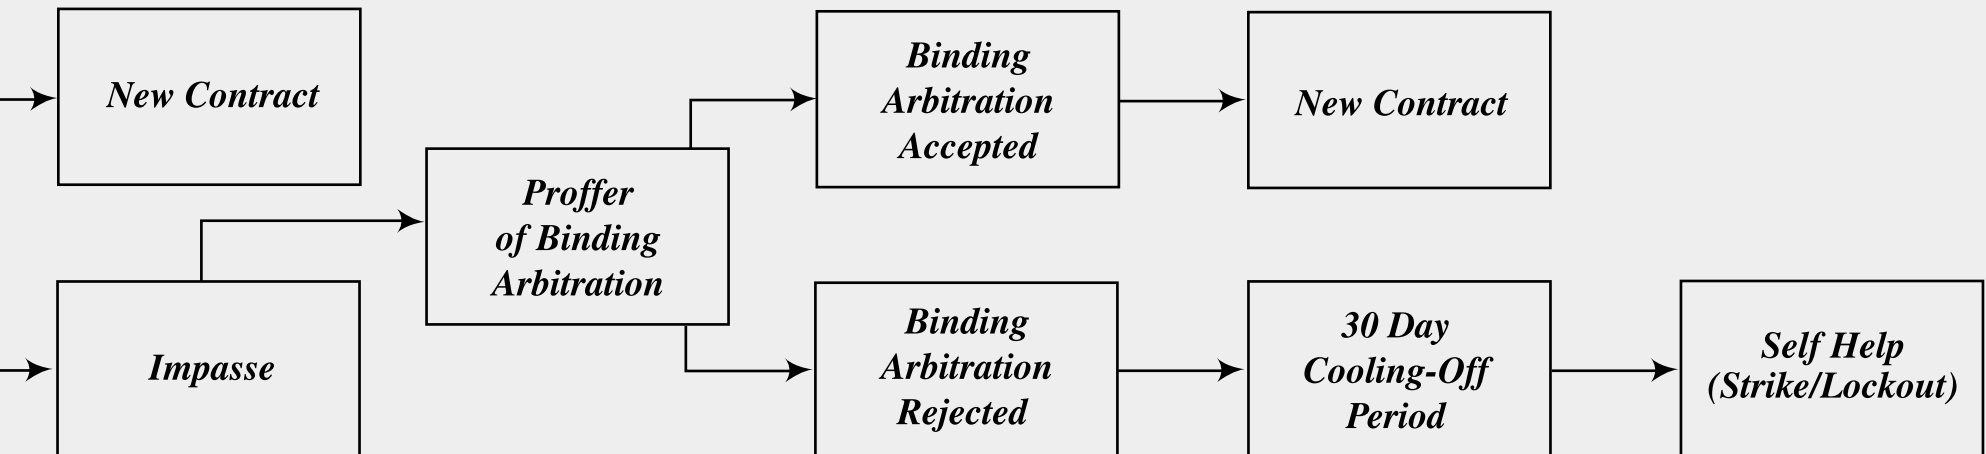 New Contract
Binding
Arbitration
Accepted
New Contract
Proffer
of Binding
Arbitration
Impasse
Binding
Arbitration
Rejected
30 Day
Cooling-Off
Period
Self Help
(Strike/Lockout)